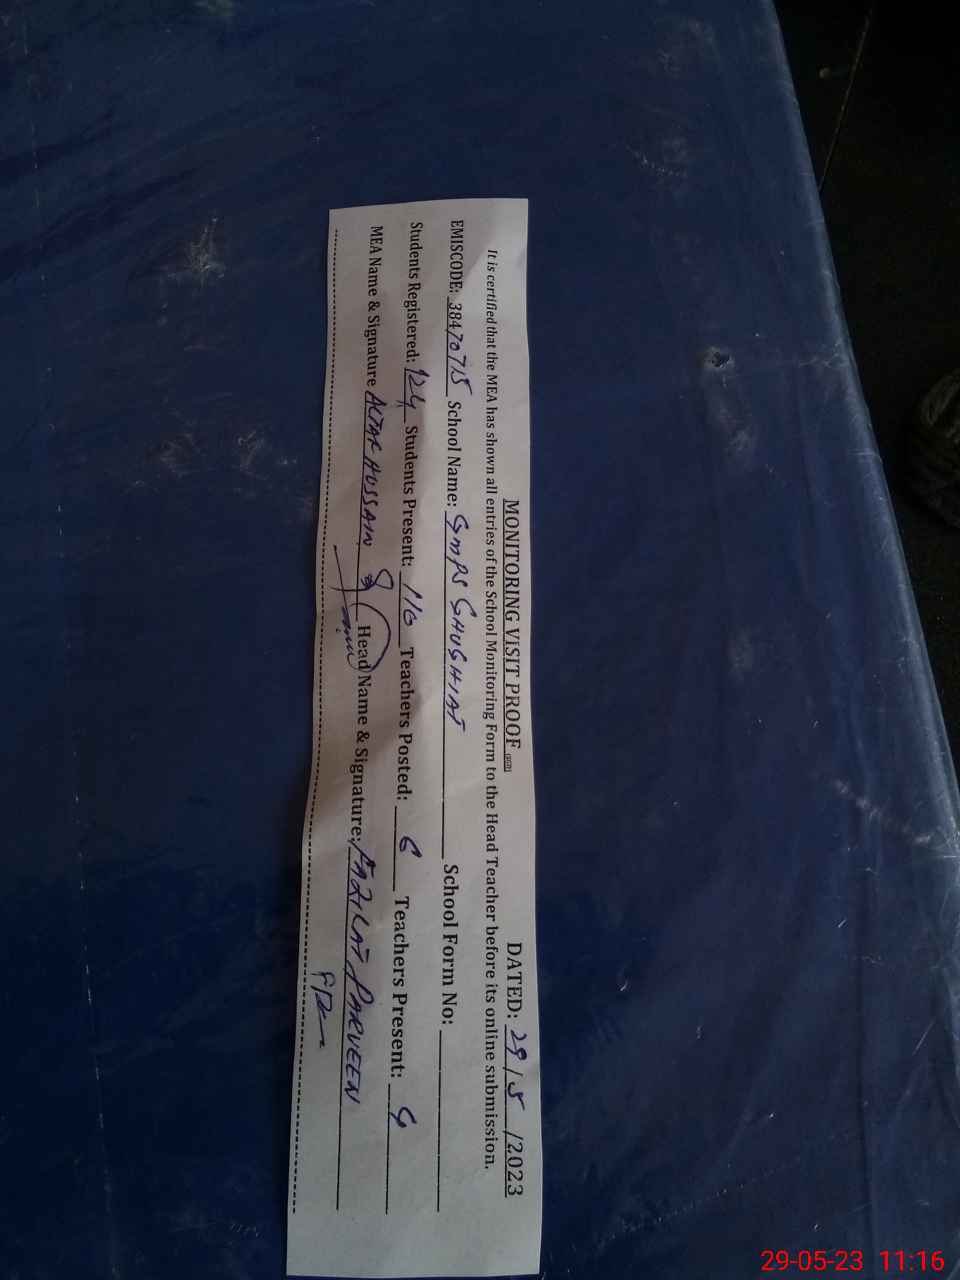 MONITORING VISIT PROOF DATED: 29/5/2023
It is certified that the MEA has shown all entries of the School Monitoring Form to the Head Teacher before its online submission.
EMISCODE: 38470715 School Name: GMPS GHUGHIAT School Form No:
Students Registered: 124 Students Present: 116 Teachers Posted: 6 Teachers Present:
MEA Name & Signature ALTAF HUSSAIN Head Name & Signature: FAZILAT PARVEEN
29-05-23 11:16